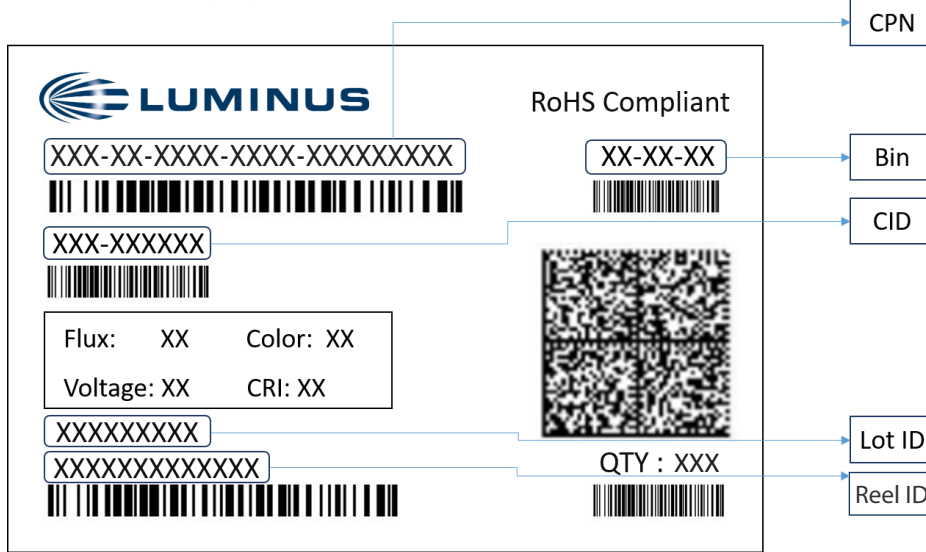 CPN
LUMINUS
RoHS Compliant
XXX-XX-XXXX-XXXX-XXXXXXXXX
XX-XX-XX
Bin
CID
XXX-XXXXXX
Flux: XX Color: XX
Voltage: XX CRI: XX
XXXXXXXXX
Lot ID
XXXXXXXXXXXXX
QTY : XXX
Reel ID